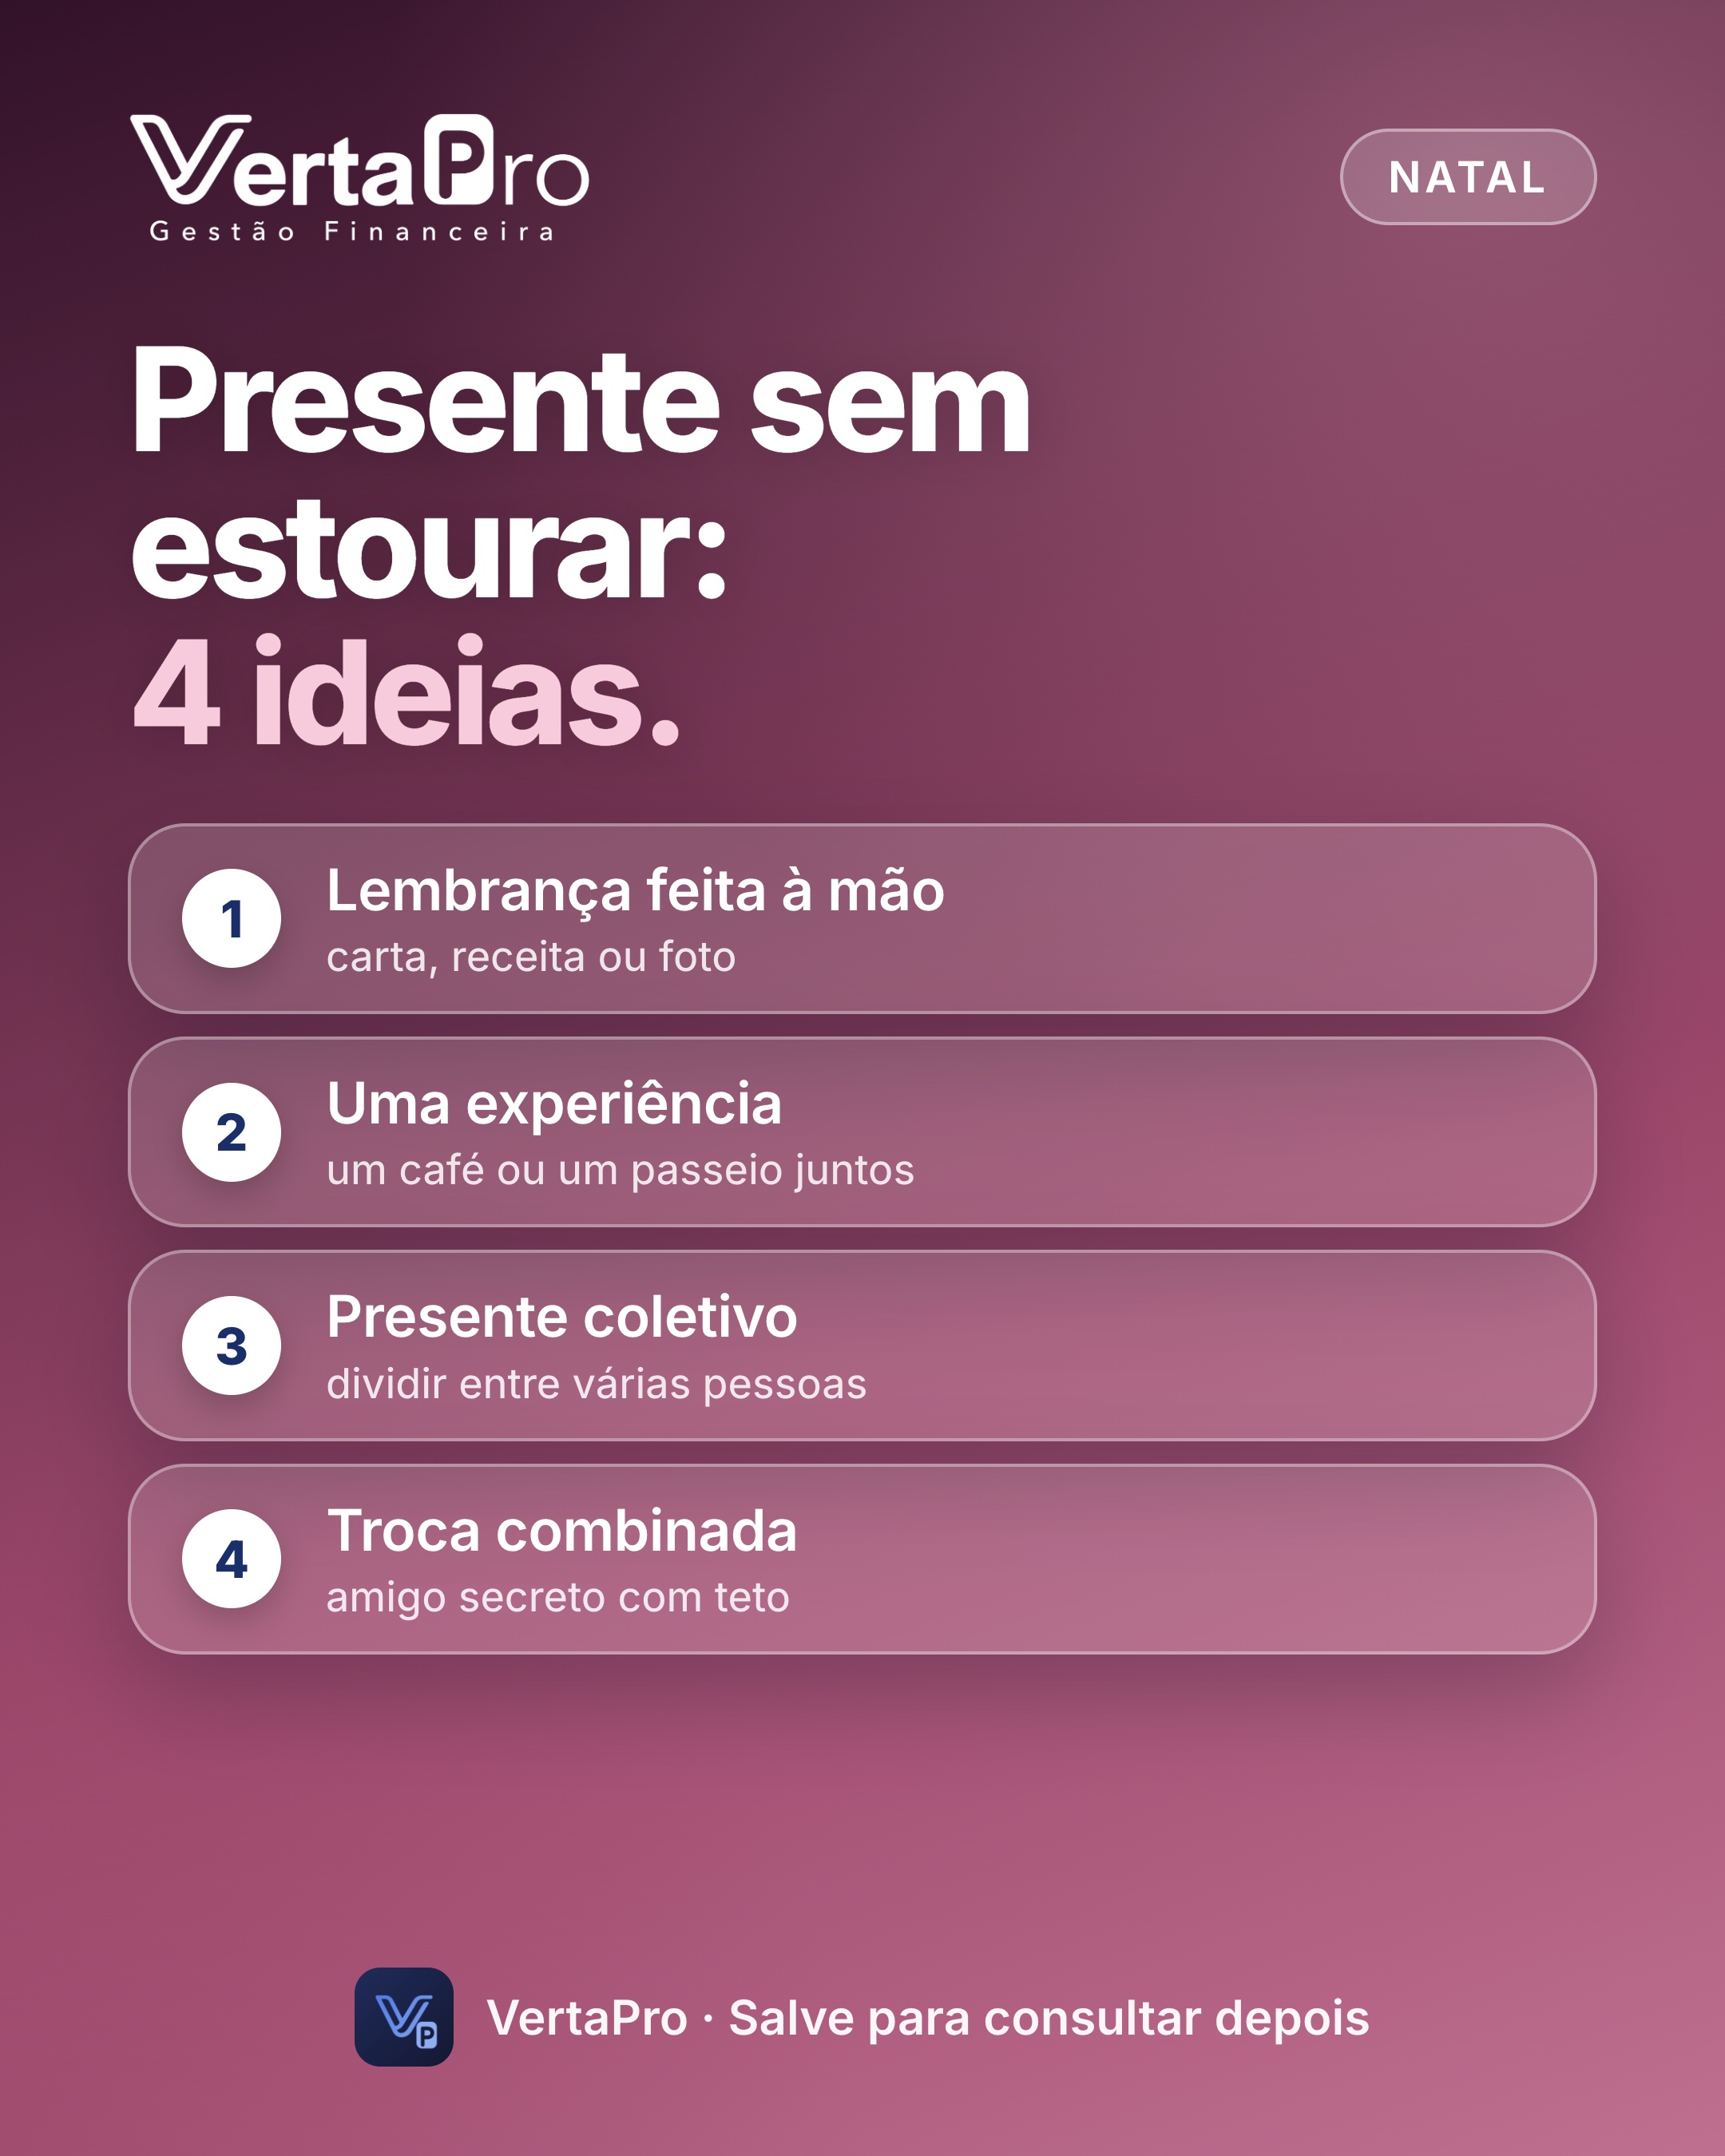 VertaPro
Gestão Financeira
NATAL
Presente sem
estourar:
4 ideias.
1
Lembrança feita à mão
carta, receita ou foto
2
Uma experiência
um café ou um passeio juntos
3
Presente coletivo
dividir entre várias pessoas
4
Troca combinada
amigo secreto com teto
VP
VertaPro · Salve para consultar depois